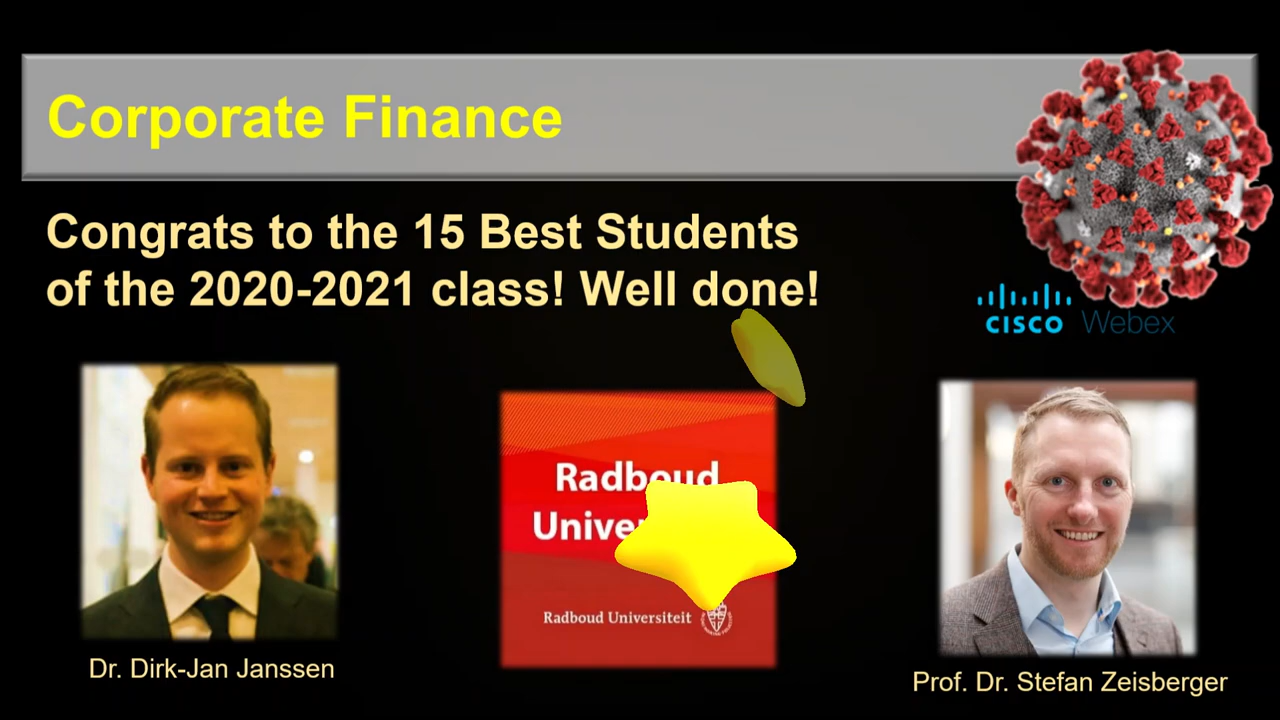 Corporate Finance
Congrats to the 15 Best Students
of the 2020-2021 class! Well done!
CISCO Webex
Radboud
Radboud Universiteit
Dr. Dirk-Jan Janssen
Prof. Dr. Stefan Zeisberger